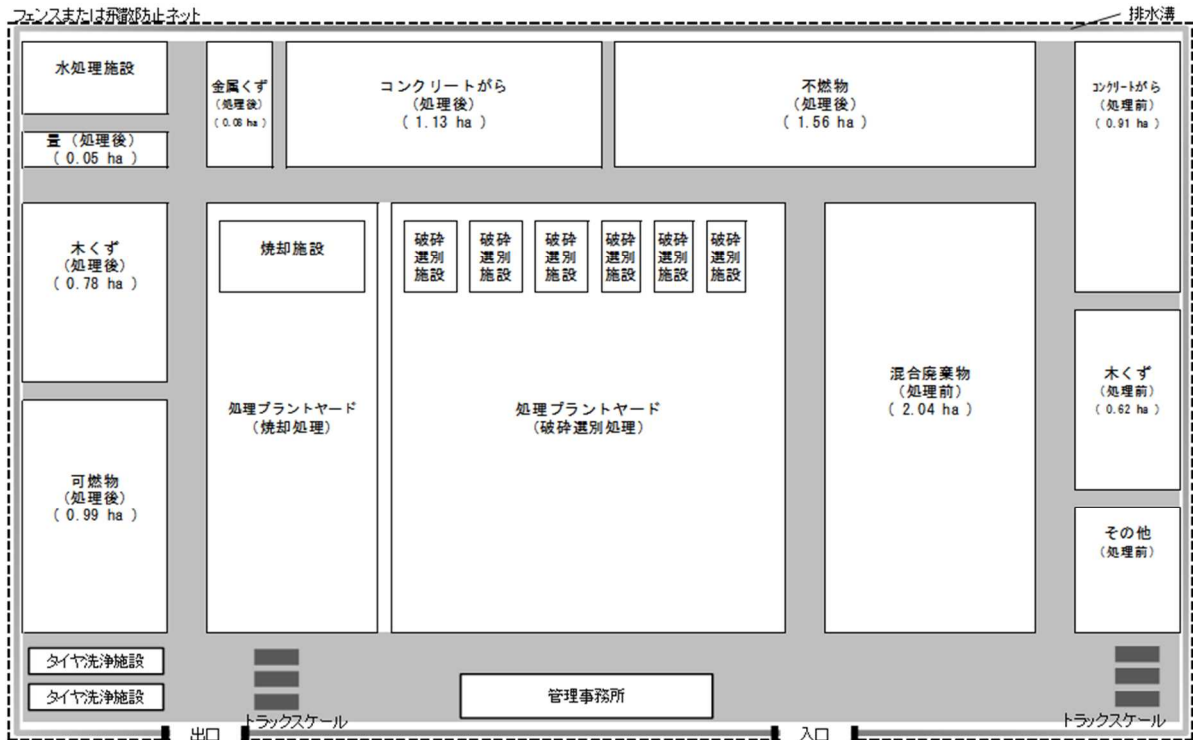 フェンスまたは飛散防止ネット
排水溝
水処理施設
畳（処理後）
( 0.05 ha )
金属くず
(処理後)
( 0.06 ha )
コンクリートがら
(処理後)
( 1.13 ha )
不燃物
(処理後)
( 1.56 ha )
コンクリートがら
(処理前)
( 0.91 ha )
木くず
(処理後)
( 0.78 ha )
焼却施設
破砕
選別
施設
破砕
選別
施設
破砕
選別
施設
破砕
選別
施設
破砕
選別
施設
破砕
選別
施設
処理プラントヤード
(焼却処理)
処理プラントヤード
(破砕選別処理)
混合廃棄物
(処理前)
( 2.04 ha )
木くず
(処理前)
( 0.62 ha )
可燃物
(処理後)
( 0.99 ha )
その他
(処理前)
タイヤ洗浄施設
タイヤ洗浄施設
トラックスケール
管理事務所
トラックスケール
出口
入口